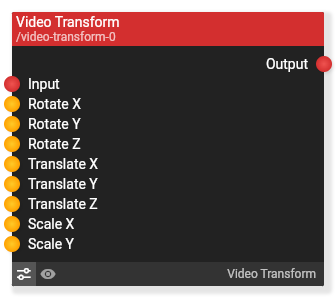 Video Transform
/video-transform-0
Output
Input
Rotate X
Rotate Y
Rotate Z
Translate X
Translate Y
Translate Z
Scale X
Scale Y
Video Transform